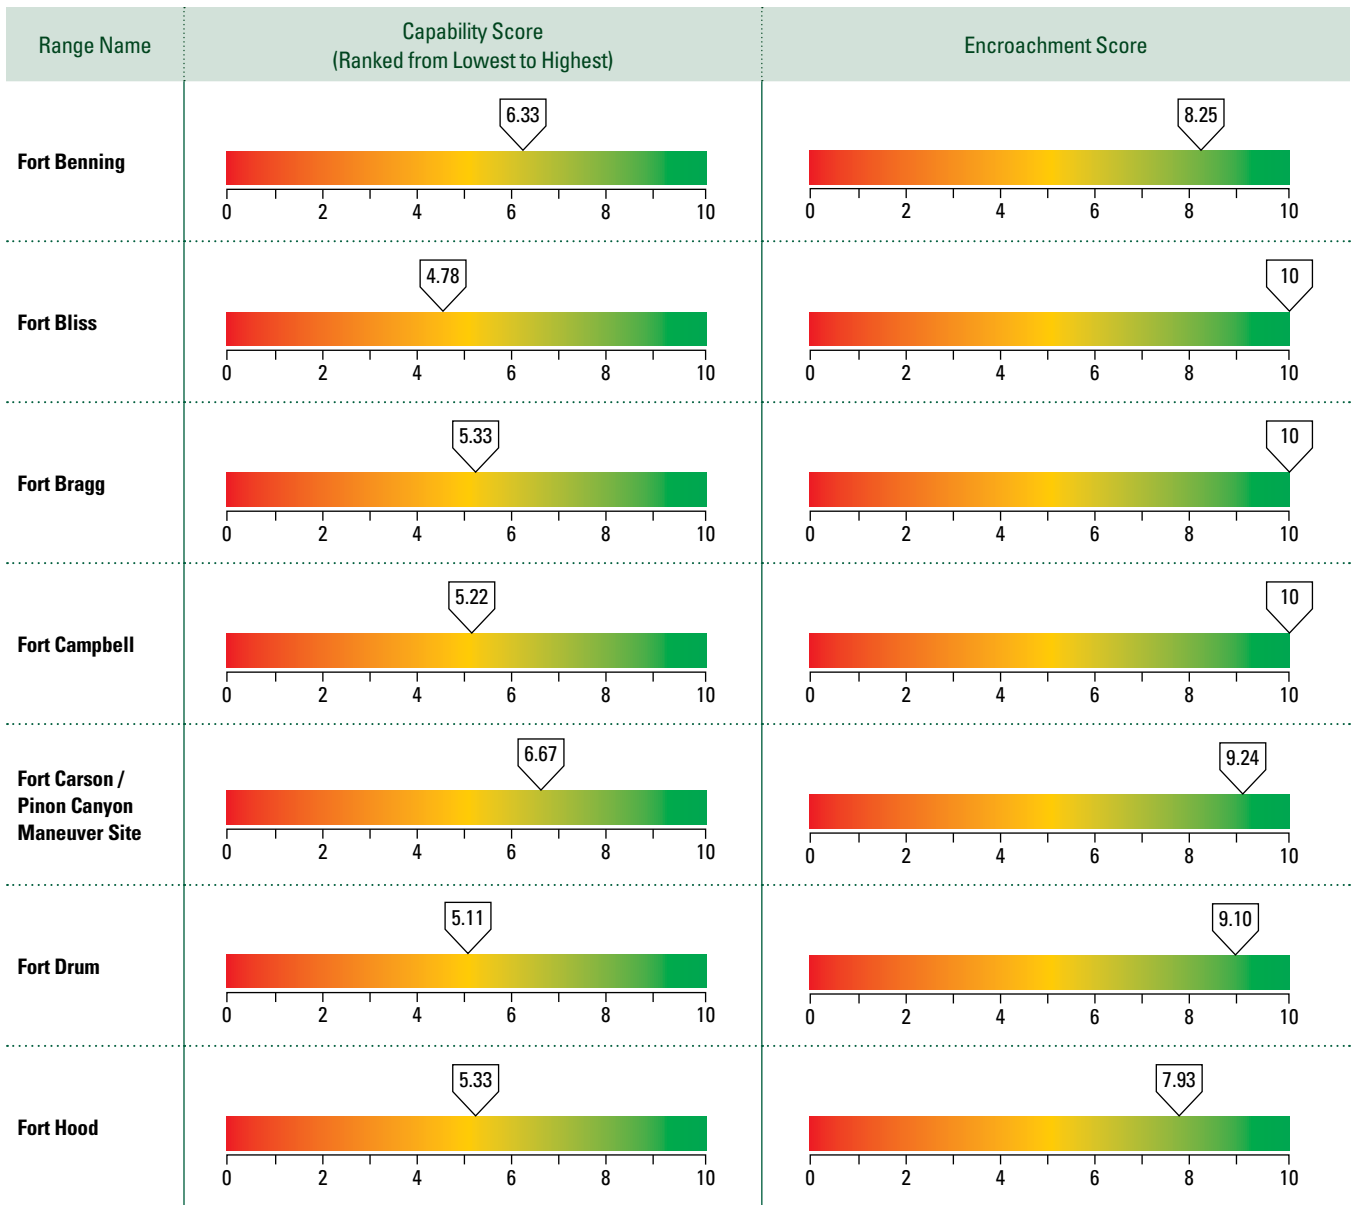 Range Name
Capability Score
(Ranked from Lowest to Highest)
Encroachment Score
Fort Benning
6.33
0 2 4 6 8 10
8.25
0 2 4 6 8 10
Fort Bliss
4.78
0 2 4 6 8 10
10
0 2 4 6 8 10
Fort Bragg
5.33
0 2 4 6 8 10
10
0 2 4 6 8 10
Fort Campbell
5.22
0 2 4 6 8 10
10
0 2 4 6 8 10
Fort Carson /
Pinon Canyon
Maneuver Site
6.67
0 2 4 6 8 10
9.24
0 2 4 6 8 10
Fort Drum
5.11
0 2 4 6 8 10
9.10
0 2 4 6 8 10
Fort Hood
5.33
0 2 4 6 8 10
7.93
0 2 4 6 8 10